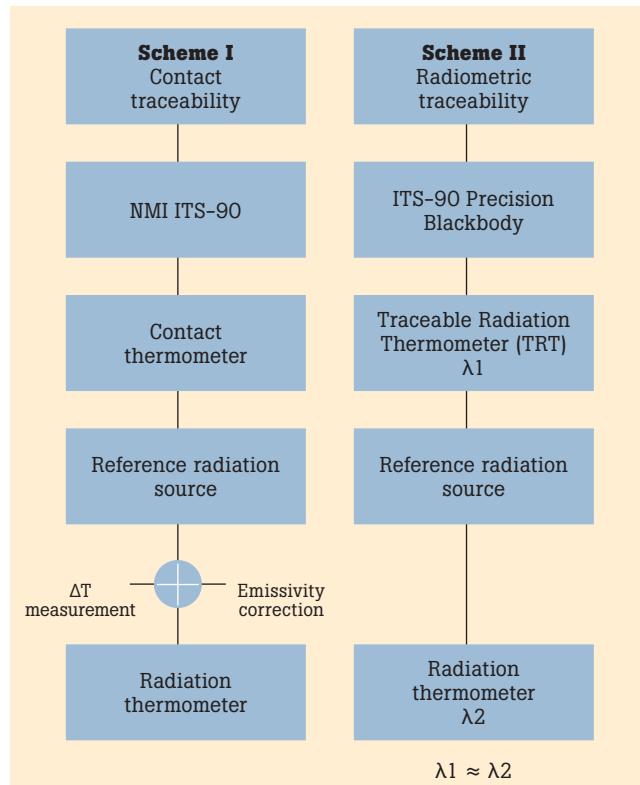 Scheme I
Contact
traceability
NMI ITS-90
Contact
thermometer
Reference radiation
source
ΔT
measurement
Emissivity
correction
Radiation
thermometer
Scheme II
Radiometric
traceability
ITS-90 Precision
Blackbody
Traceable Radiation
Thermometer (TRT)
λ1
Reference radiation
source
Radiation
thermometer
λ2
λ1 ≈ λ2